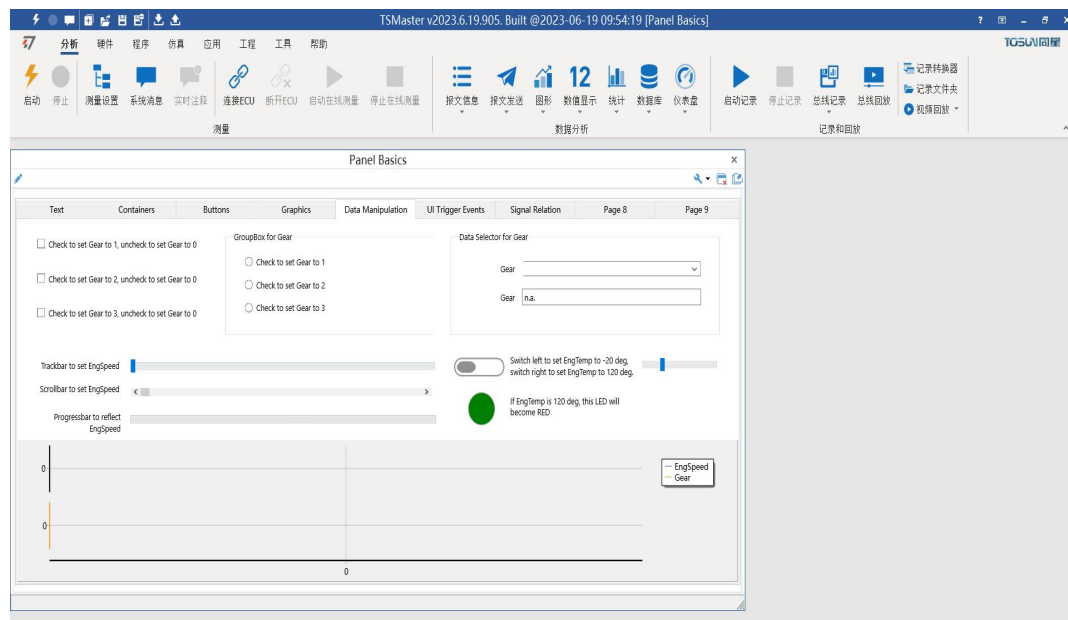 TSMaster v2023.6.19.905. Built @2023-06-19 09:54:19 [Panel Basics]
分析 硬件 程序 仿真 应用 工程 工具 帮助
TOSUN同星
启动 停止 测量设置 系统消息 实时注释 连接ECU 断开ECU 启动在线测量 停止在线测量
测量
12
报文信息 报文发送 图形 数值显示 统计 数据库 仪表盘
数据分析
启动记录 停止记录 总线记录 总线回放
记录转换器
记录文件夹
视频回放
记录和回放
Panel Basics
Text Containers Buttons Graphics Data Manipulation UI Trigger Events Signal Relation Page 8 Page 9
Check to set Gear to 1, uncheck to set Gear to 0
Check to set Gear to 2, uncheck to set Gear to 0
Check to set Gear to 3, uncheck to set Gear to 0
GroupBox for Gear
Check to set Gear to 1
Check to set Gear to 2
Check to set Gear to 3
Data Selector for Gear
Gear
Gear n.a.
Trackbar to set EngSpeed
Scrollbar to set EngSpeed
Progressbar to reflect
EngSpeed
Switch left to set EngTemp to -20 deg,
switch right to set EngTemp to 120 deg.
If EngTemp is 120 deg, this LED will
become RED
0
0
0
EngSpeed
Gear